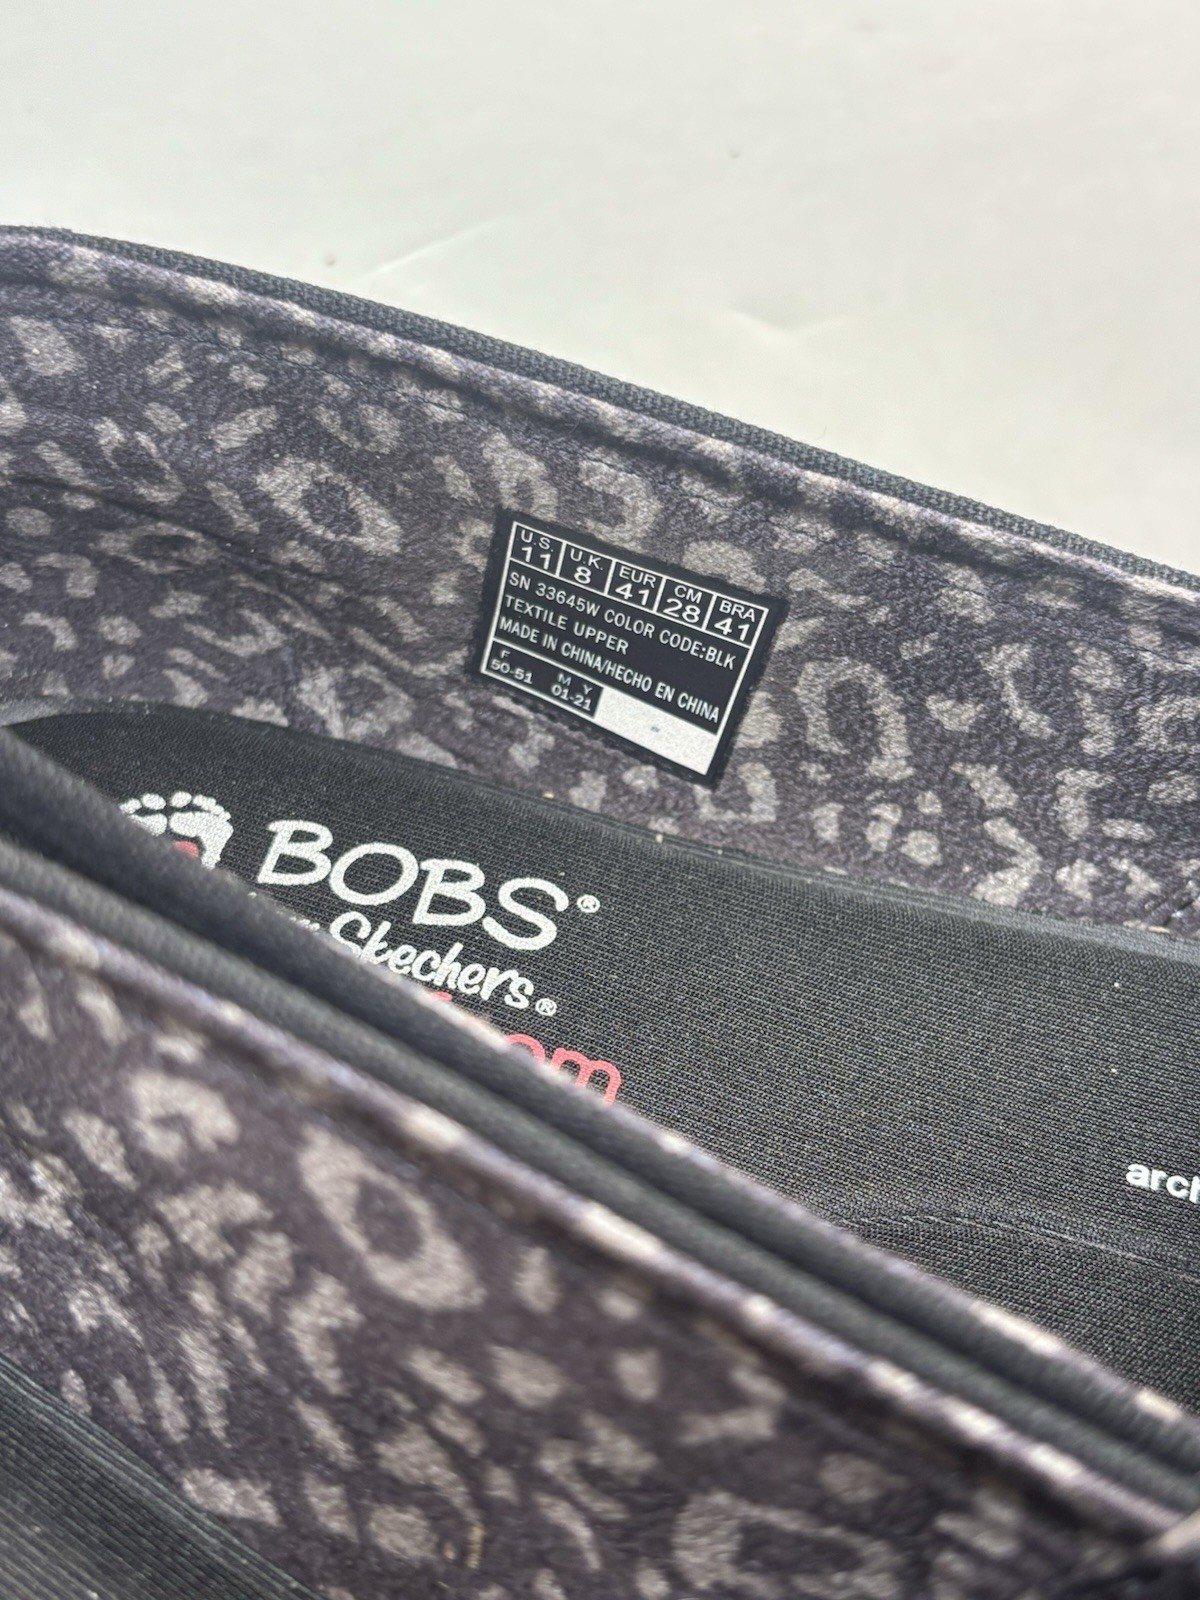 U.S. U.K. EUR CM BRA
11 8 41 28 41
SN 33645W COLOR CODE:BLK
TEXTILE UPPER
MADE IN CHINA/HECHO EN CHINA
F M Y
50-51 01-21
BOBS®
Skechers®